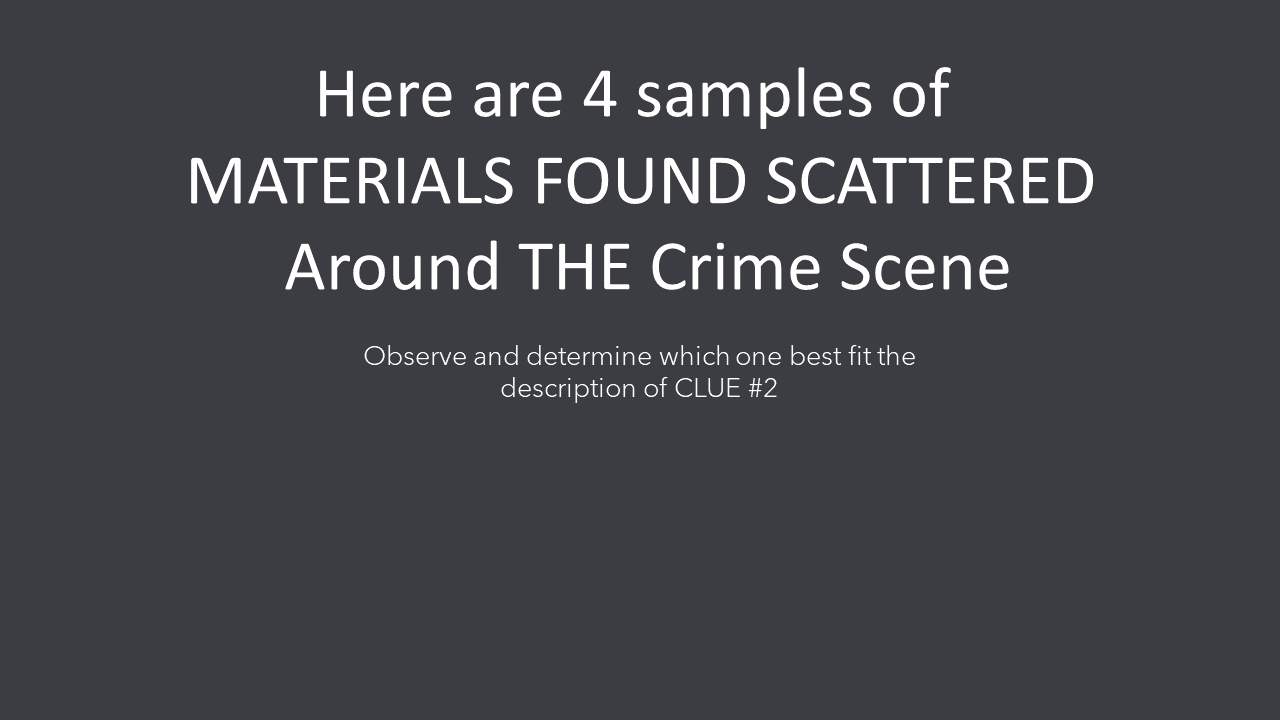 Here are 4 samples of
MATERIALS FOUND SCATTERED
Around THE Crime Scene
Observe and determine which one best fit the
description of CLUE #2